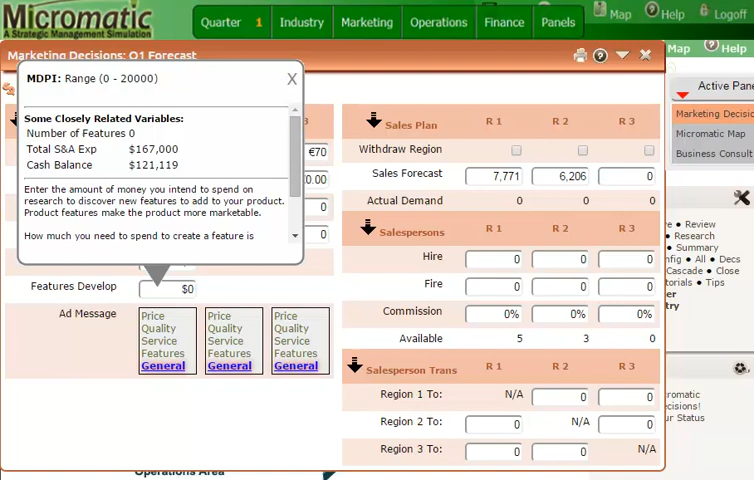 Micromatic
A Strategic Management Simulation
Quarter 1 Industry Marketing Operations Finance Panels
Map Help Logoff
Marketing Decisions: Q1 Forecast
Map Help
MDPI: Range (0 - 20000) X
Some Closely Related Variables:
Number of Features 0
Total S&A Exp $167,000
Cash Balance $121,119
Enter the amount of money you intend to spend on
research to discover new features to add to your product.
Product features make the product more marketable.
How much you need to spend to create a feature is
3
€70
0.00
0
0
Features Develop $0
Ad Message
Price Price Price
Quality Quality Quality
Service Service Service
Features Features Features
General General General
Sales Plan R 1 R 2 R 3
Withdraw Region
Sales Forecast 7,771 6,206 0
Actual Demand 0 0 0
Salespersons R 1 R 2 R 3
Hire 0 0 0
Fire 0 0 0
Commission 0% 0% 0%
Available 5 3 0
Salesperson Trans R 1 R 2 R 3
Region 1 To: N/A 0 0
Region 2 To: 0 N/A 0
Region 3 To: 0 0 N/A
Active Pane
Marketing Decisio
Micromatic Map
Business Consult
e • Review
• Research
• Summary
nfig • All • Decs
Cascade • Close
torials • Tips
er
try
romatic
ecisions!
ur Status
Operations Area